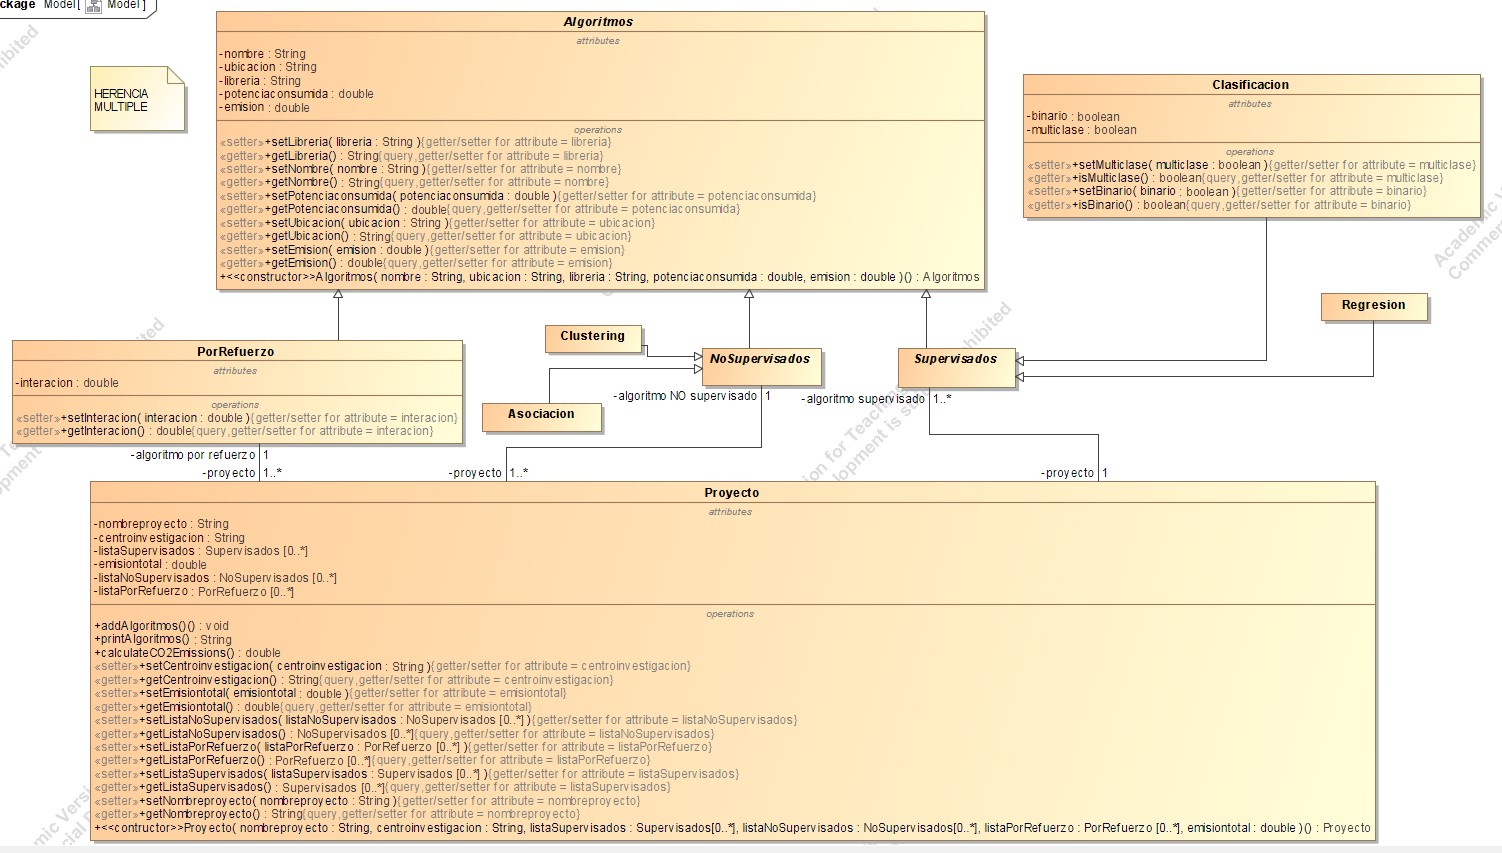 ckage Model[ Model ]
HERENCIA
MULTIPLE
Algoritmos
attributes
-nombre : String
-ubicacion : String
-libreria : String
-potenciaconsumida : double
-emision : double
operations
«setter»+setLibreria( libreria : String ){getter/setter for attribute = libreria}
«getter»+getLibreria() : String{query,getter/setter for attribute = libreria}
«setter»+setNombre( nombre : String ){getter/setter for attribute = nombre}
«getter»+getNombre() : String{query,getter/setter for attribute = nombre}
«setter»+setPotenciaconsumida( potenciaconsumida : double ){getter/setter for attribute = potenciaconsumida}
«getter»+getPotenciaconsumida() : double{query,getter/setter for attribute = potenciaconsumida}
«setter»+setUbicacion( ubicacion : String ){getter/setter for attribute = ubicacion}
«getter»+getUbicacion() : String{query,getter/setter for attribute = ubicacion}
«setter»+setEmision( emision : double ){getter/setter for attribute = emision}
«getter»+getEmision() : double{query,getter/setter for attribute = emision}
+<<constructor>>Algoritmos( nombre : String, ubicacion : String, libreria : String, potenciaconsumida : double, emision : double )() : Algoritmos
Clasificacion
attributes
-binario : boolean
-multiclase : boolean
operations
«setter»+setMulticlase( multiclase : boolean ){getter/setter for attribute = multiclase}
«getter»+isMulticlase() : boolean{query,getter/setter for attribute = multiclase}
«setter»+setBinario( binario : boolean ){getter/setter for attribute = binario}
«getter»+isBinario() : boolean{query,getter/setter for attribute = binario}
Regresion
Clustering
NoSupervisados
Supervisados
Asociacion
PorRefuerzo
attributes
-interacion : double
operations
«setter»+setInteracion( interacion : double ){getter/setter for attribute = interacion}
«getter»+getInteracion() : double{query,getter/setter for attribute = interacion}
-algoritmo NO supervisado 1
-algoritmo supervisado 1..*
-algoritmo por refuerzo 1
-proyecto 1..*
-proyecto 1..*
-proyecto 1
Proyecto
attributes
-nombreproyecto : String
-centroinvestigacion : String
-listaSupervisados : Supervisados [0..*]
-emisiontotal : double
-listaNoSupervisados : NoSupervisados [0..*]
-listaPorRefuerzo : PorRefuerzo [0..*]
operations
+addAlgoritmos()() : void
+printAlgoritmos() : String
+calculateCO2Emissions() : double
«setter»+setCentroinvestigacion( centroinvestigacion : String ){getter/setter for attribute = centroinvestigacion}
«getter»+getCentroinvestigacion() : String{query,getter/setter for attribute = centroinvestigacion}
«setter»+setEmisiontotal( emisiontotal : double ){getter/setter for attribute = emisiontotal}
«getter»+getEmisiontotal() : double{query,getter/setter for attribute = emisiontotal}
«setter»+setListaNoSupervisados( listaNoSupervisados : NoSupervisados [0..*] ){getter/setter for attribute = listaNoSupervisados}
«getter»+getListaNoSupervisados() : NoSupervisados [0..*]{query,getter/setter for attribute = listaNoSupervisados}
«setter»+setListaPorRefuerzo( listaPorRefuerzo : PorRefuerzo [0..*] ){getter/setter for attribute = listaPorRefuerzo}
«getter»+getListaPorRefuerzo() : PorRefuerzo [0..*]{query,getter/setter for attribute = listaPorRefuerzo}
«setter»+setListaSupervisados( listaSupervisados : Supervisados [0..*] ){getter/setter for attribute = listaSupervisados}
«getter»+getListaSupervisados() : Supervisados [0..*]{query,getter/setter for attribute = listaSupervisados}
«setter»+setNombreproyecto( nombreproyecto : String ){getter/setter for attribute = nombreproyecto}
«getter»+getNombreproyecto() : String{query,getter/setter for attribute = nombreproyecto}
+<<contructor>>Proyecto( nombreproyecto : String, centroinvestigacion : String, listaSupervisados : Supervisados[0..*], listaNoSupervisados : NoSupervisados[0..*], listaPorRefuerzo : PorRefuerzo [0..*], emisiontotal : double )() : Proyecto